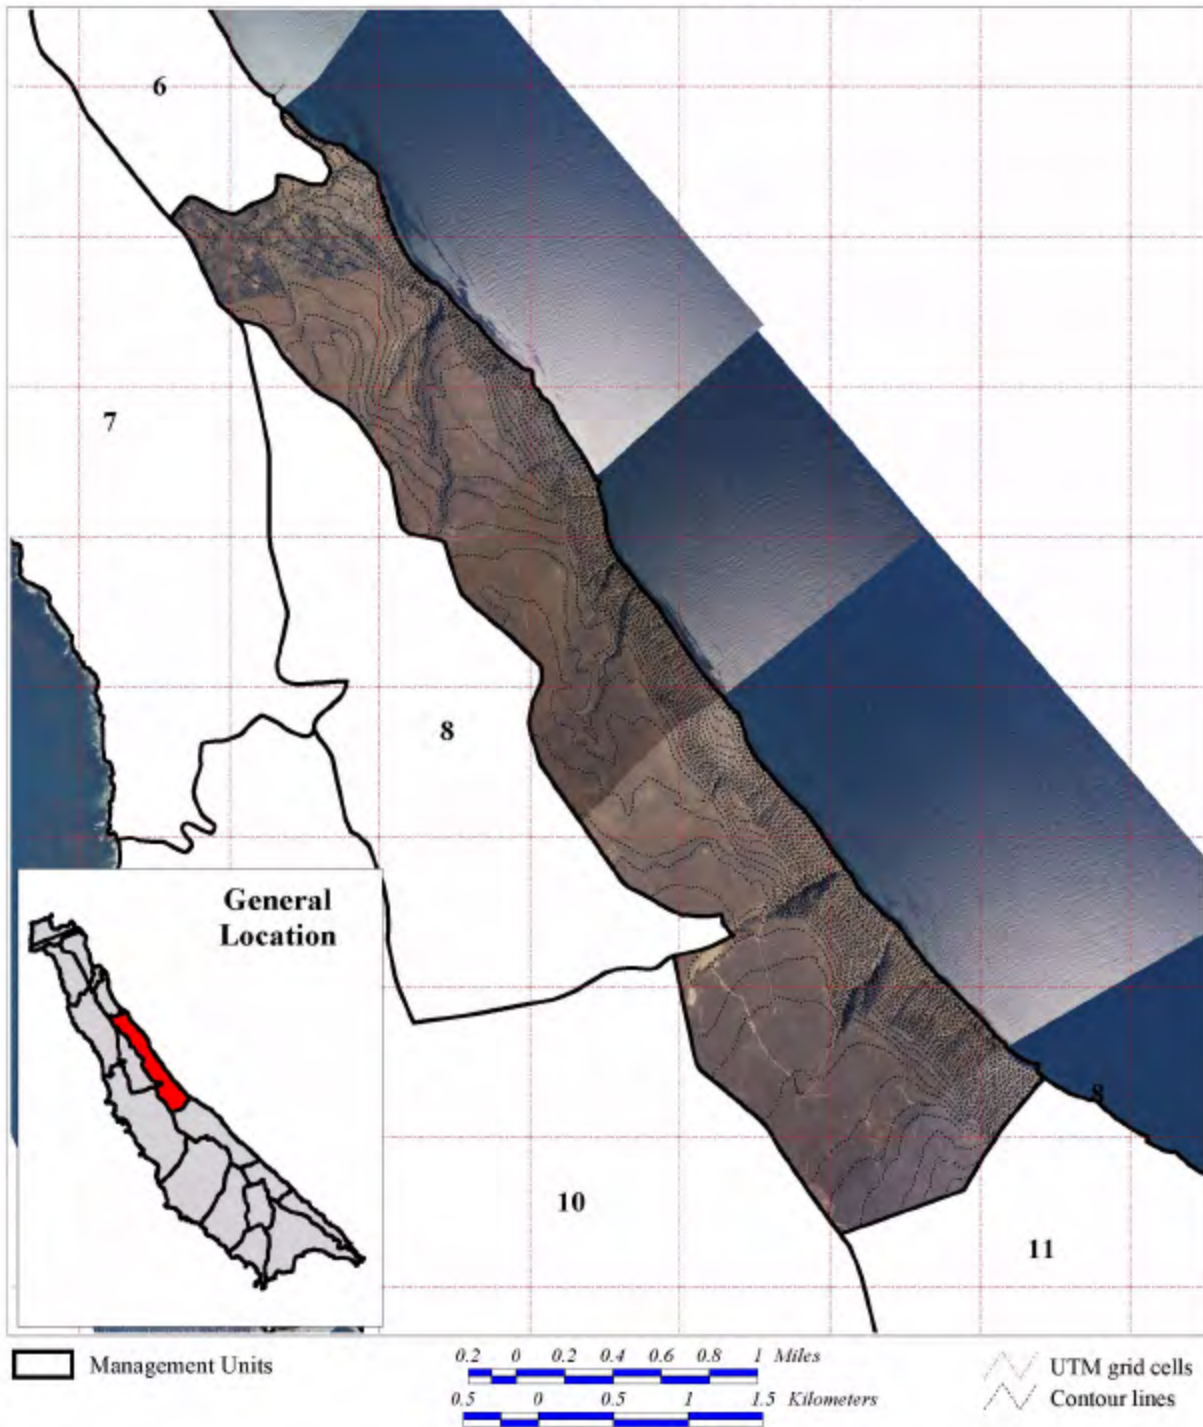 6
7
8
General
Location
8
10
11
Management Units
0.2 0 0.2 0.4 0.6 0.8 1 Miles
0.5 0 0.5 1 1.5 Kilometers
UTM grid cells
Contour lines